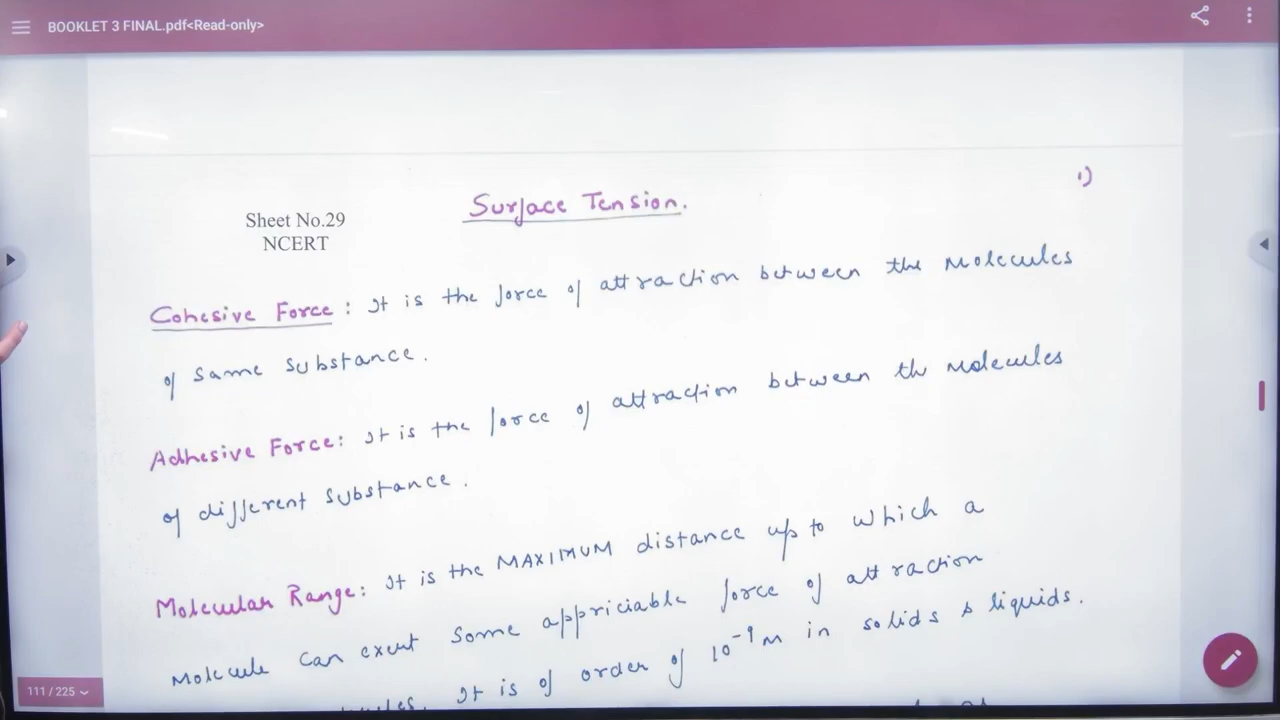 BOOKLET 3 FINAL.pdf<Read-only>
1)
Surface Tension.
Sheet No.29
NCERT
Cohesive Force : It is the force of attraction between the molecules
of same substance.
Adhesive Force: It is the force of attraction between the molecules
of different substance.
Molecular Range: It is the MAXIMUM distance up to which a
Molecule can exert some appriciable force of attraction
It is of order of 10⁻⁹m in solids & liquids.
111 / 225